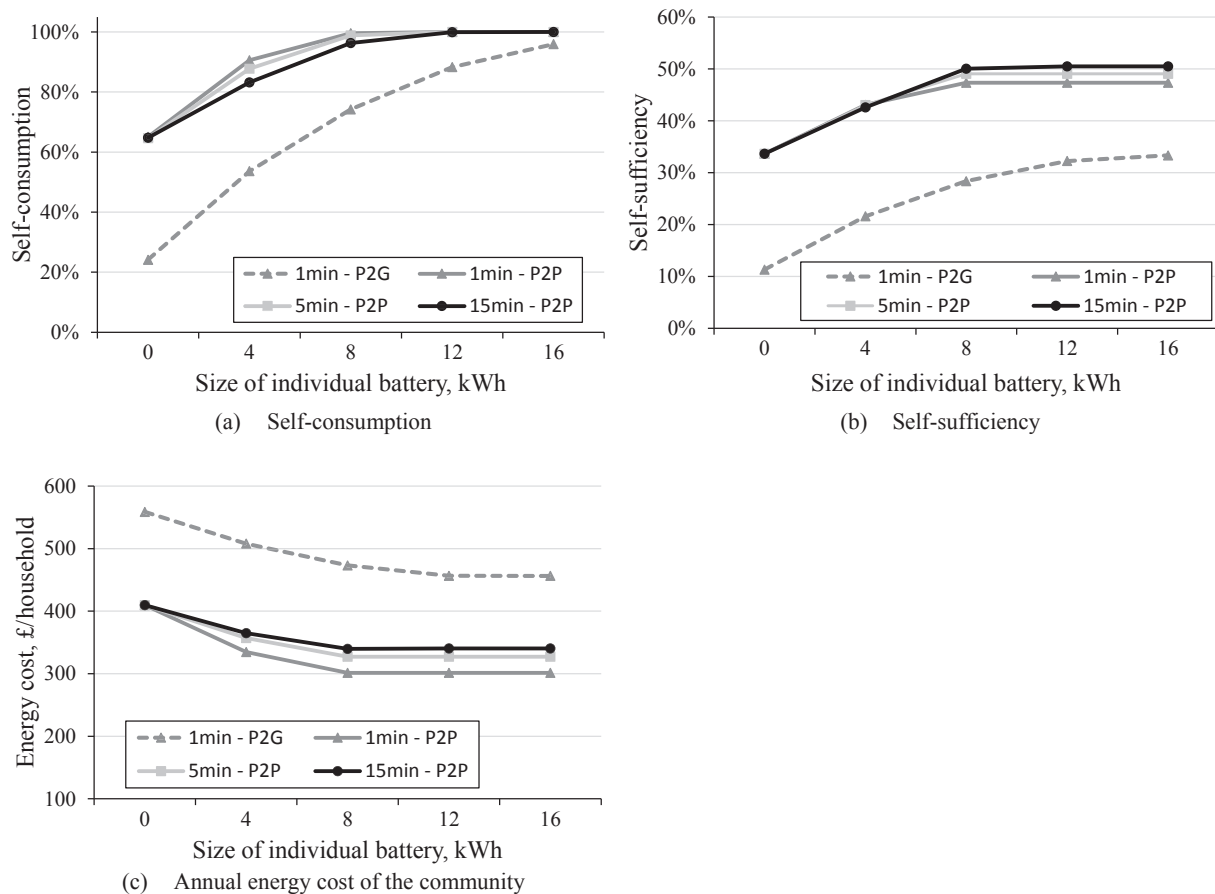 100%
80%
60%
40%
20%
0%
Self-consumption
1min - P2G
1min - P2P
5min - P2P
15min - P2P
0 4 8 12 16
Size of individual battery, kWh
(a) Self-consumption
60%
50%
40%
30%
20%
10%
0%
Self-sufficiency
1min - P2G
1min - P2P
5min - P2P
15min - P2P
0 4 8 12 16
Size of individual battery, kWh
(b) Self-sufficiency
600
500
400
300
200
100
Energy cost, £/household
1min - P2G
1min - P2P
5min - P2P
15min - P2P
0 4 8 12 16
Size of individual battery, kWh
(c) Annual energy cost of the community